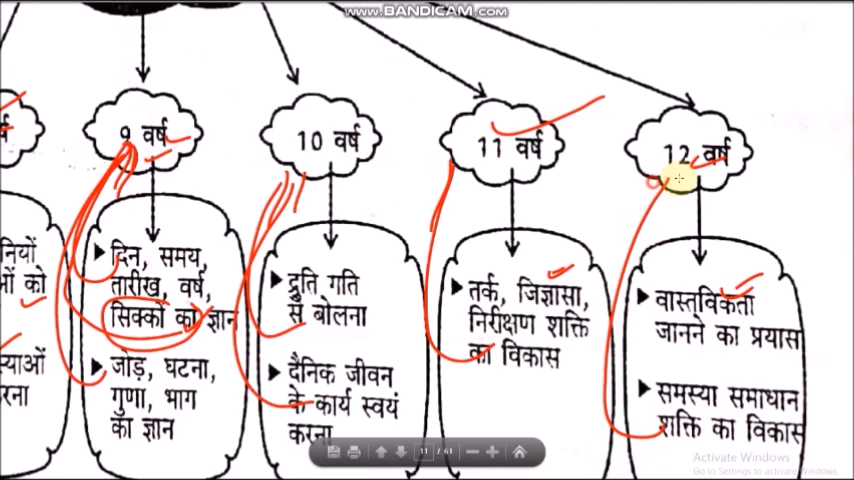 www.BANDICAM.com
र्ष
9 वर्ष
10 वर्ष
11 वर्ष
12 वर्ष
नियों
ओं को
स्याओं
रना
दिन, समय,
तारीख, वर्ष,
सिक्कों का ज्ञान
जोड़, घटना,
गुणा, भाग
का ज्ञान
द्रुति गति
से बोलना
दैनिक जीवन
के कार्य स्वयं
करना
तर्क, जिज्ञासा,
निरीक्षण शक्ति
का विकास
वास्तविकता
जानने का प्रयास
समस्या समाधान
शक्ति का विकास
11 / 61
Activate Windows
Go to Settings to activate Windows.